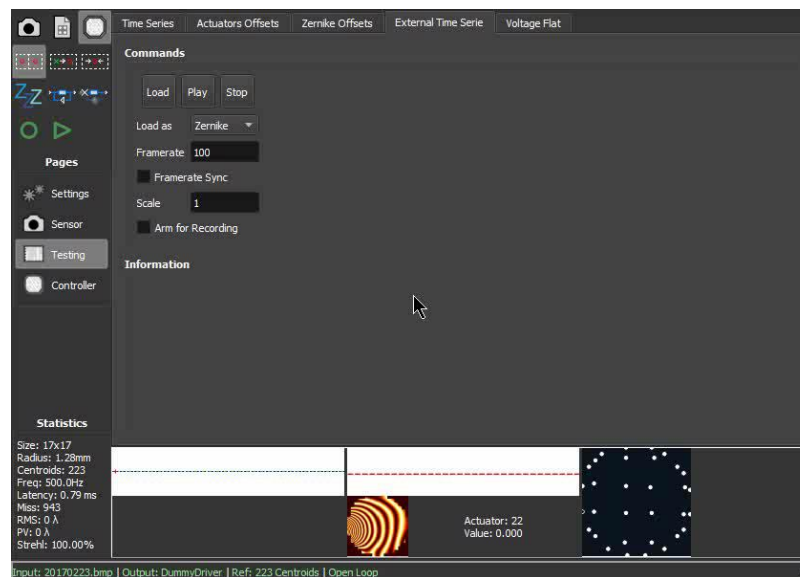 Time Series Actuators Offsets Zernike Offsets External Time Serie Voltage Flat
Commands
Load Play Stop
Load as Zernike
Framerate 100
Framerate Sync
Scale 1
Arm for Recording
Information
Pages
Settings
Sensor
Testing
Controller
Statistics
Size: 17x17
Radius: 1.28mm
Centroids: 223
Freq: 500.0Hz
Latency: 0.79 ms
Miss: 943
RMS: 0 λ
PV: 0 λ
Strehl: 100.00%
Actuator: 22
Value: 0.000
Input: 20170223.bmp | Output: DummyDriver | Ref: 223 Centroids | Open Loop